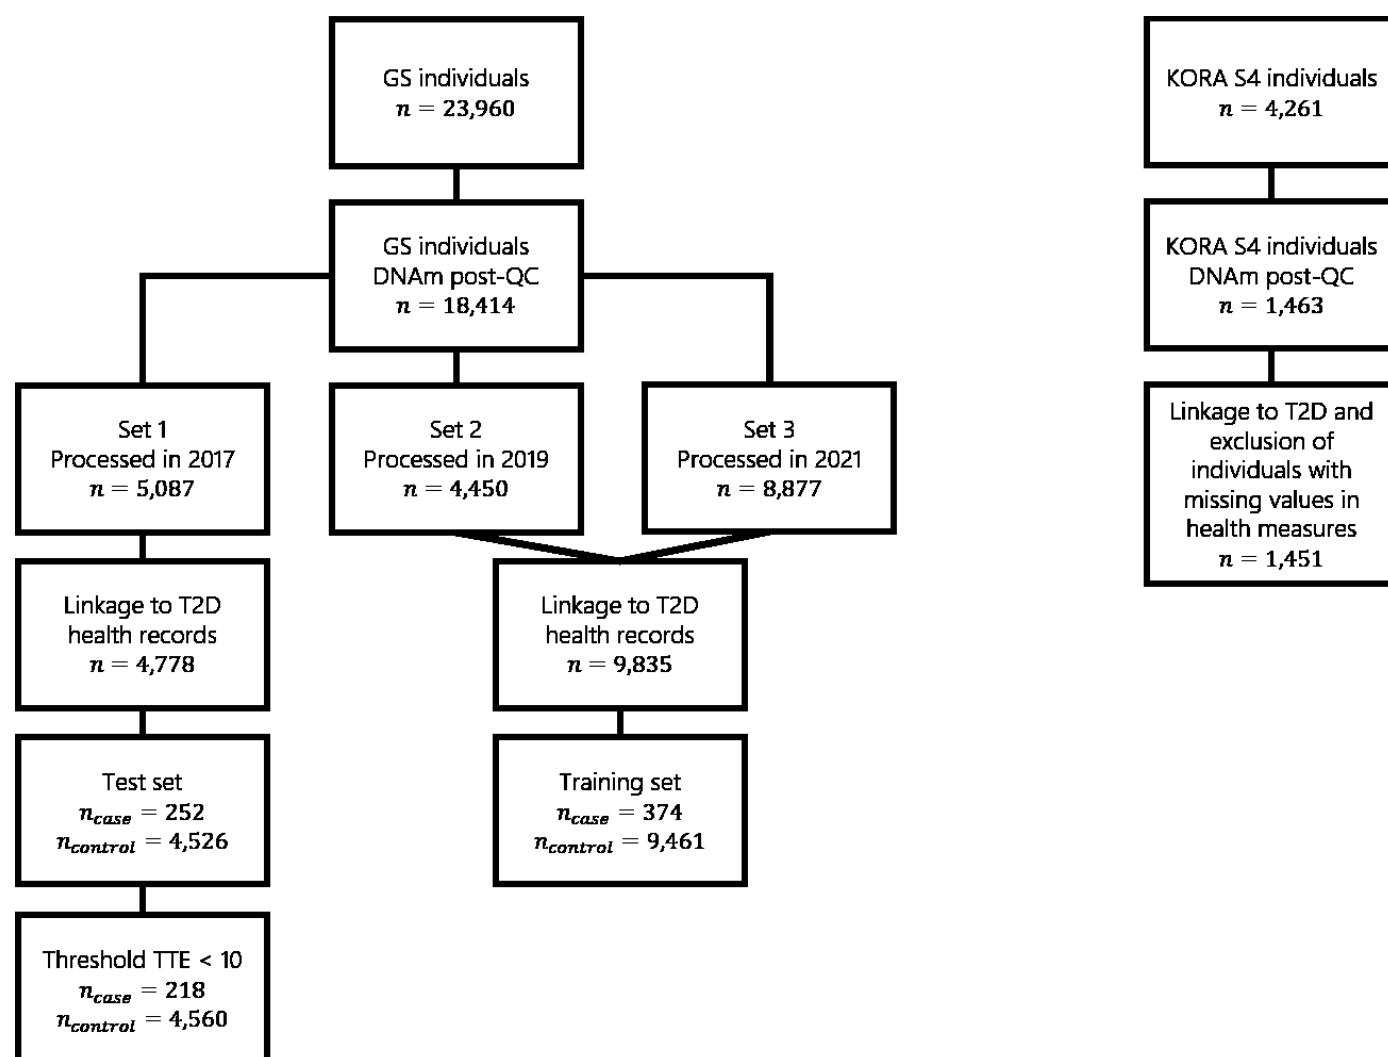 GS individuals
n = 23,960
GS individuals
DNAm post-QC
n = 18,414
Set 1
Processed in 2017
n = 5,087
Set 2
Processed in 2019
n = 4,450
Set 3
Processed in 2021
n = 8,877
Linkage to T2D
health records
n = 4,778
Linkage to T2D
health records
n = 9,835
Test set
n_case = 252
n_control = 4,526
Training set
n_case = 374
n_control = 9,461
Threshold TTE < 10
n_case = 218
n_control = 4,560
KORA S4 individuals
n = 4,261
KORA S4 individuals
DNAm post-QC
n = 1,463
Linkage to T2D and
exclusion of
individuals with
missing values in
health measures
n = 1,451